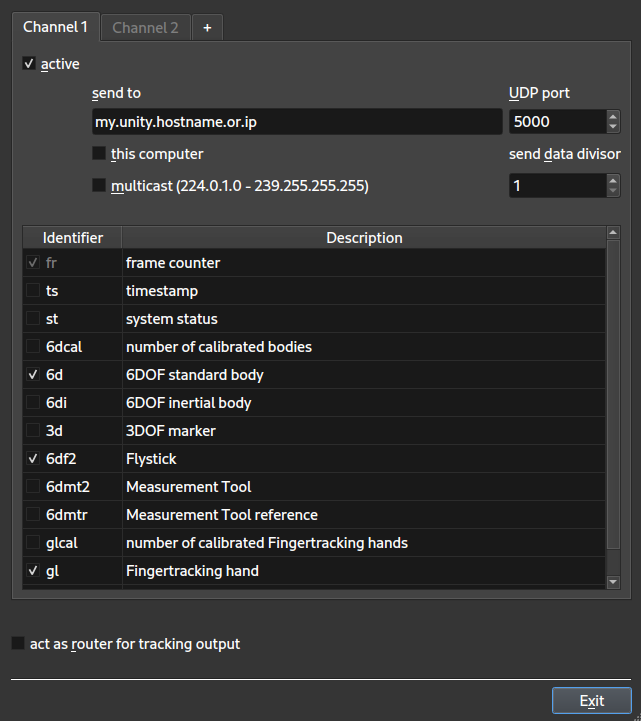 Channel 1 Channel 2 +
active
send to UDP port
my.unity.hostname.or.ip 5000
this computer send data divisor
multicast (224.0.1.0 - 239.255.255.255) 1
Identifier Description
fr frame counter
ts timestamp
st system status
6dcal number of calibrated bodies
6d 6DOF standard body
6di 6DOF inertial body
3d 3DOF marker
6df2 Flystick
6dmt2 Measurement Tool
6dmtr Measurement Tool reference
glcal number of calibrated Fingertracking hands
gl Fingertracking hand
act as router for tracking output
Exit